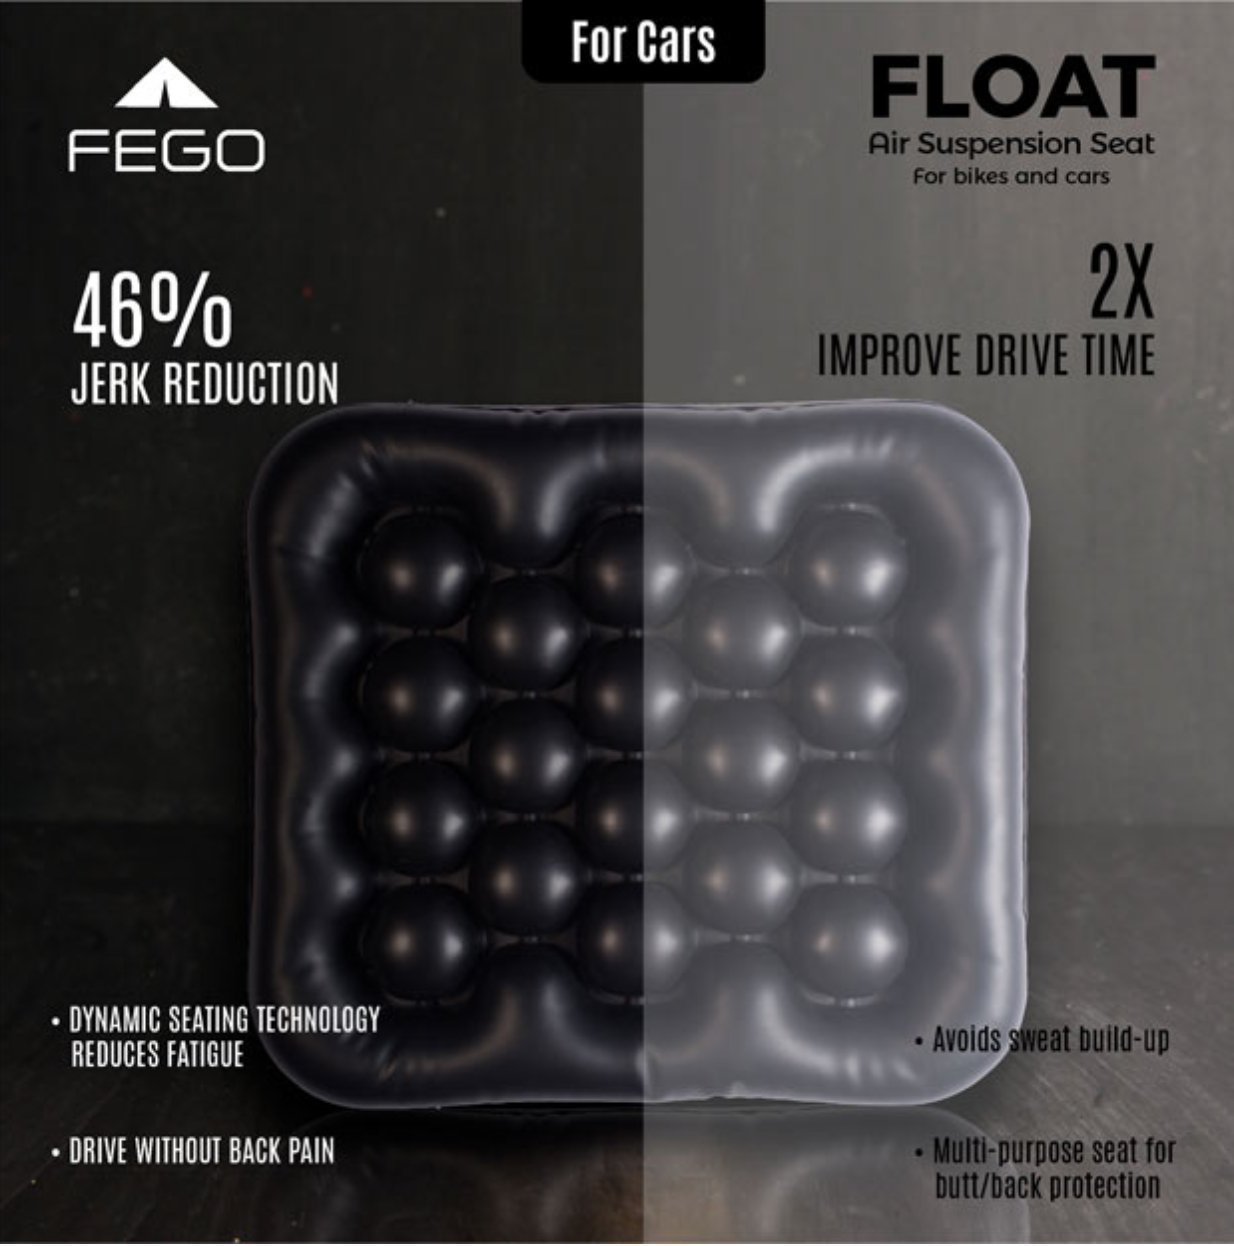 For Cars
FEGO
FLOAT
Air Suspension Seat
For bikes and cars
46%
JERK REDUCTION
2X
IMPROVE DRIVE TIME
• DYNAMIC SEATING TECHNOLOGY
REDUCES FATIGUE
• DRIVE WITHOUT BACK PAIN
• Avoids sweat build-up
• Multi-purpose seat for
butt/back protection